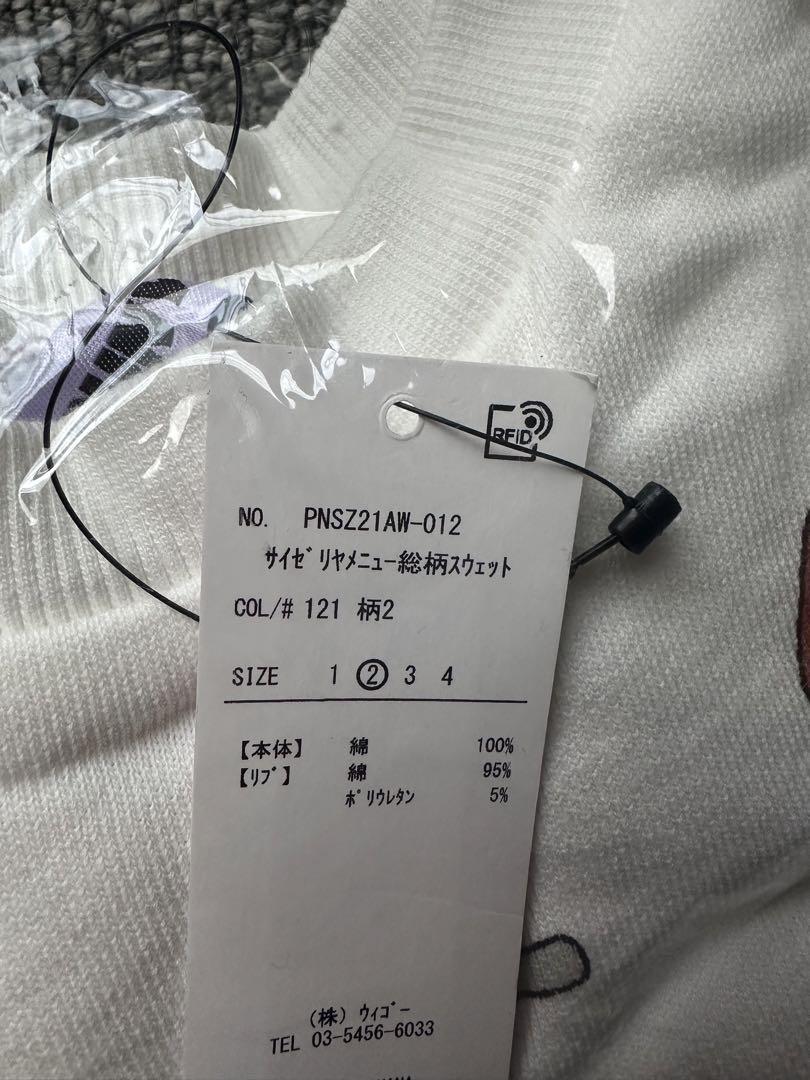 RFID
NO. PNSZ21AW-012
ｻｲｾﾞﾘﾔﾒﾆｭｰ総柄ｽｳｪｯﾄ
COL/# 121 柄2
SIZE 1 ② 3 4
【本体】 綿 100%
【ﾘﾌﾞ】 綿 95%
ﾎﾟﾘｳﾚﾀﾝ 5%
(株) ｳｨｺﾞｰ
TEL 03-5456-6033